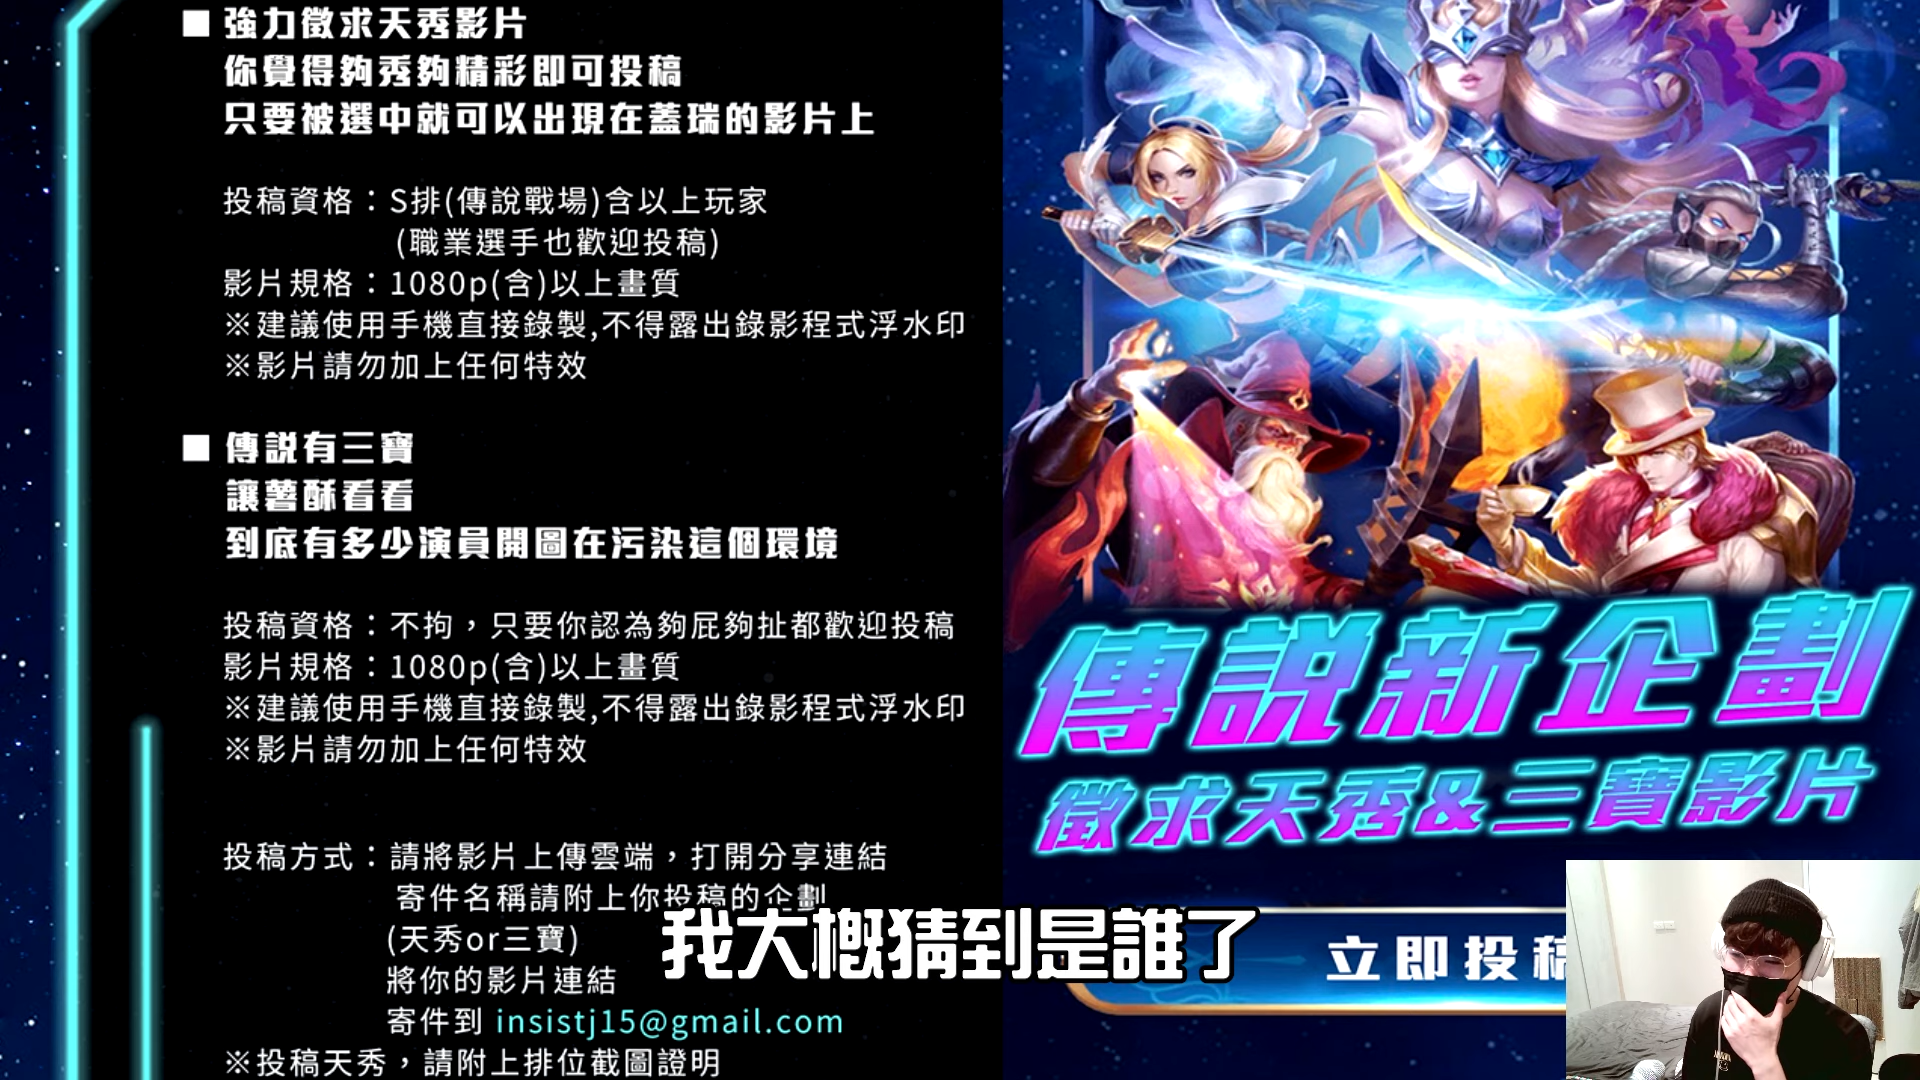 ■ 強力徵求天秀影片
你覺得夠秀夠精彩即可投稿
只要被選中就可以出現在蓋瑞的影片上
投稿資格：S排(傳說戰場)含以上玩家
(職業選手也歡迎投稿)
影片規格：1080p(含)以上畫質
※建議使用手機直接錄製,不得露出錄影程式浮水印
※影片請勿加上任何特效
■ 傳說有三寶
讓薯酥看看
到底有多少演員開圖在污染這個環境
投稿資格：不拘，只要你認為夠屁夠扯都歡迎投稿
影片規格：1080p(含)以上畫質
※建議使用手機直接錄製,不得露出錄影程式浮水印
※影片請勿加上任何特效
投稿方式：請將影片上傳雲端，打開分享連結
寄件名稱請附上你投稿的企劃
(天秀or三寶)
將你的影片連結
寄件到 insistj15@gmail.com
※投稿天秀，請附上排位截圖證明
傳說新企劃
徵求天秀&三寶影片
立即投稿
我大概猜到是誰了